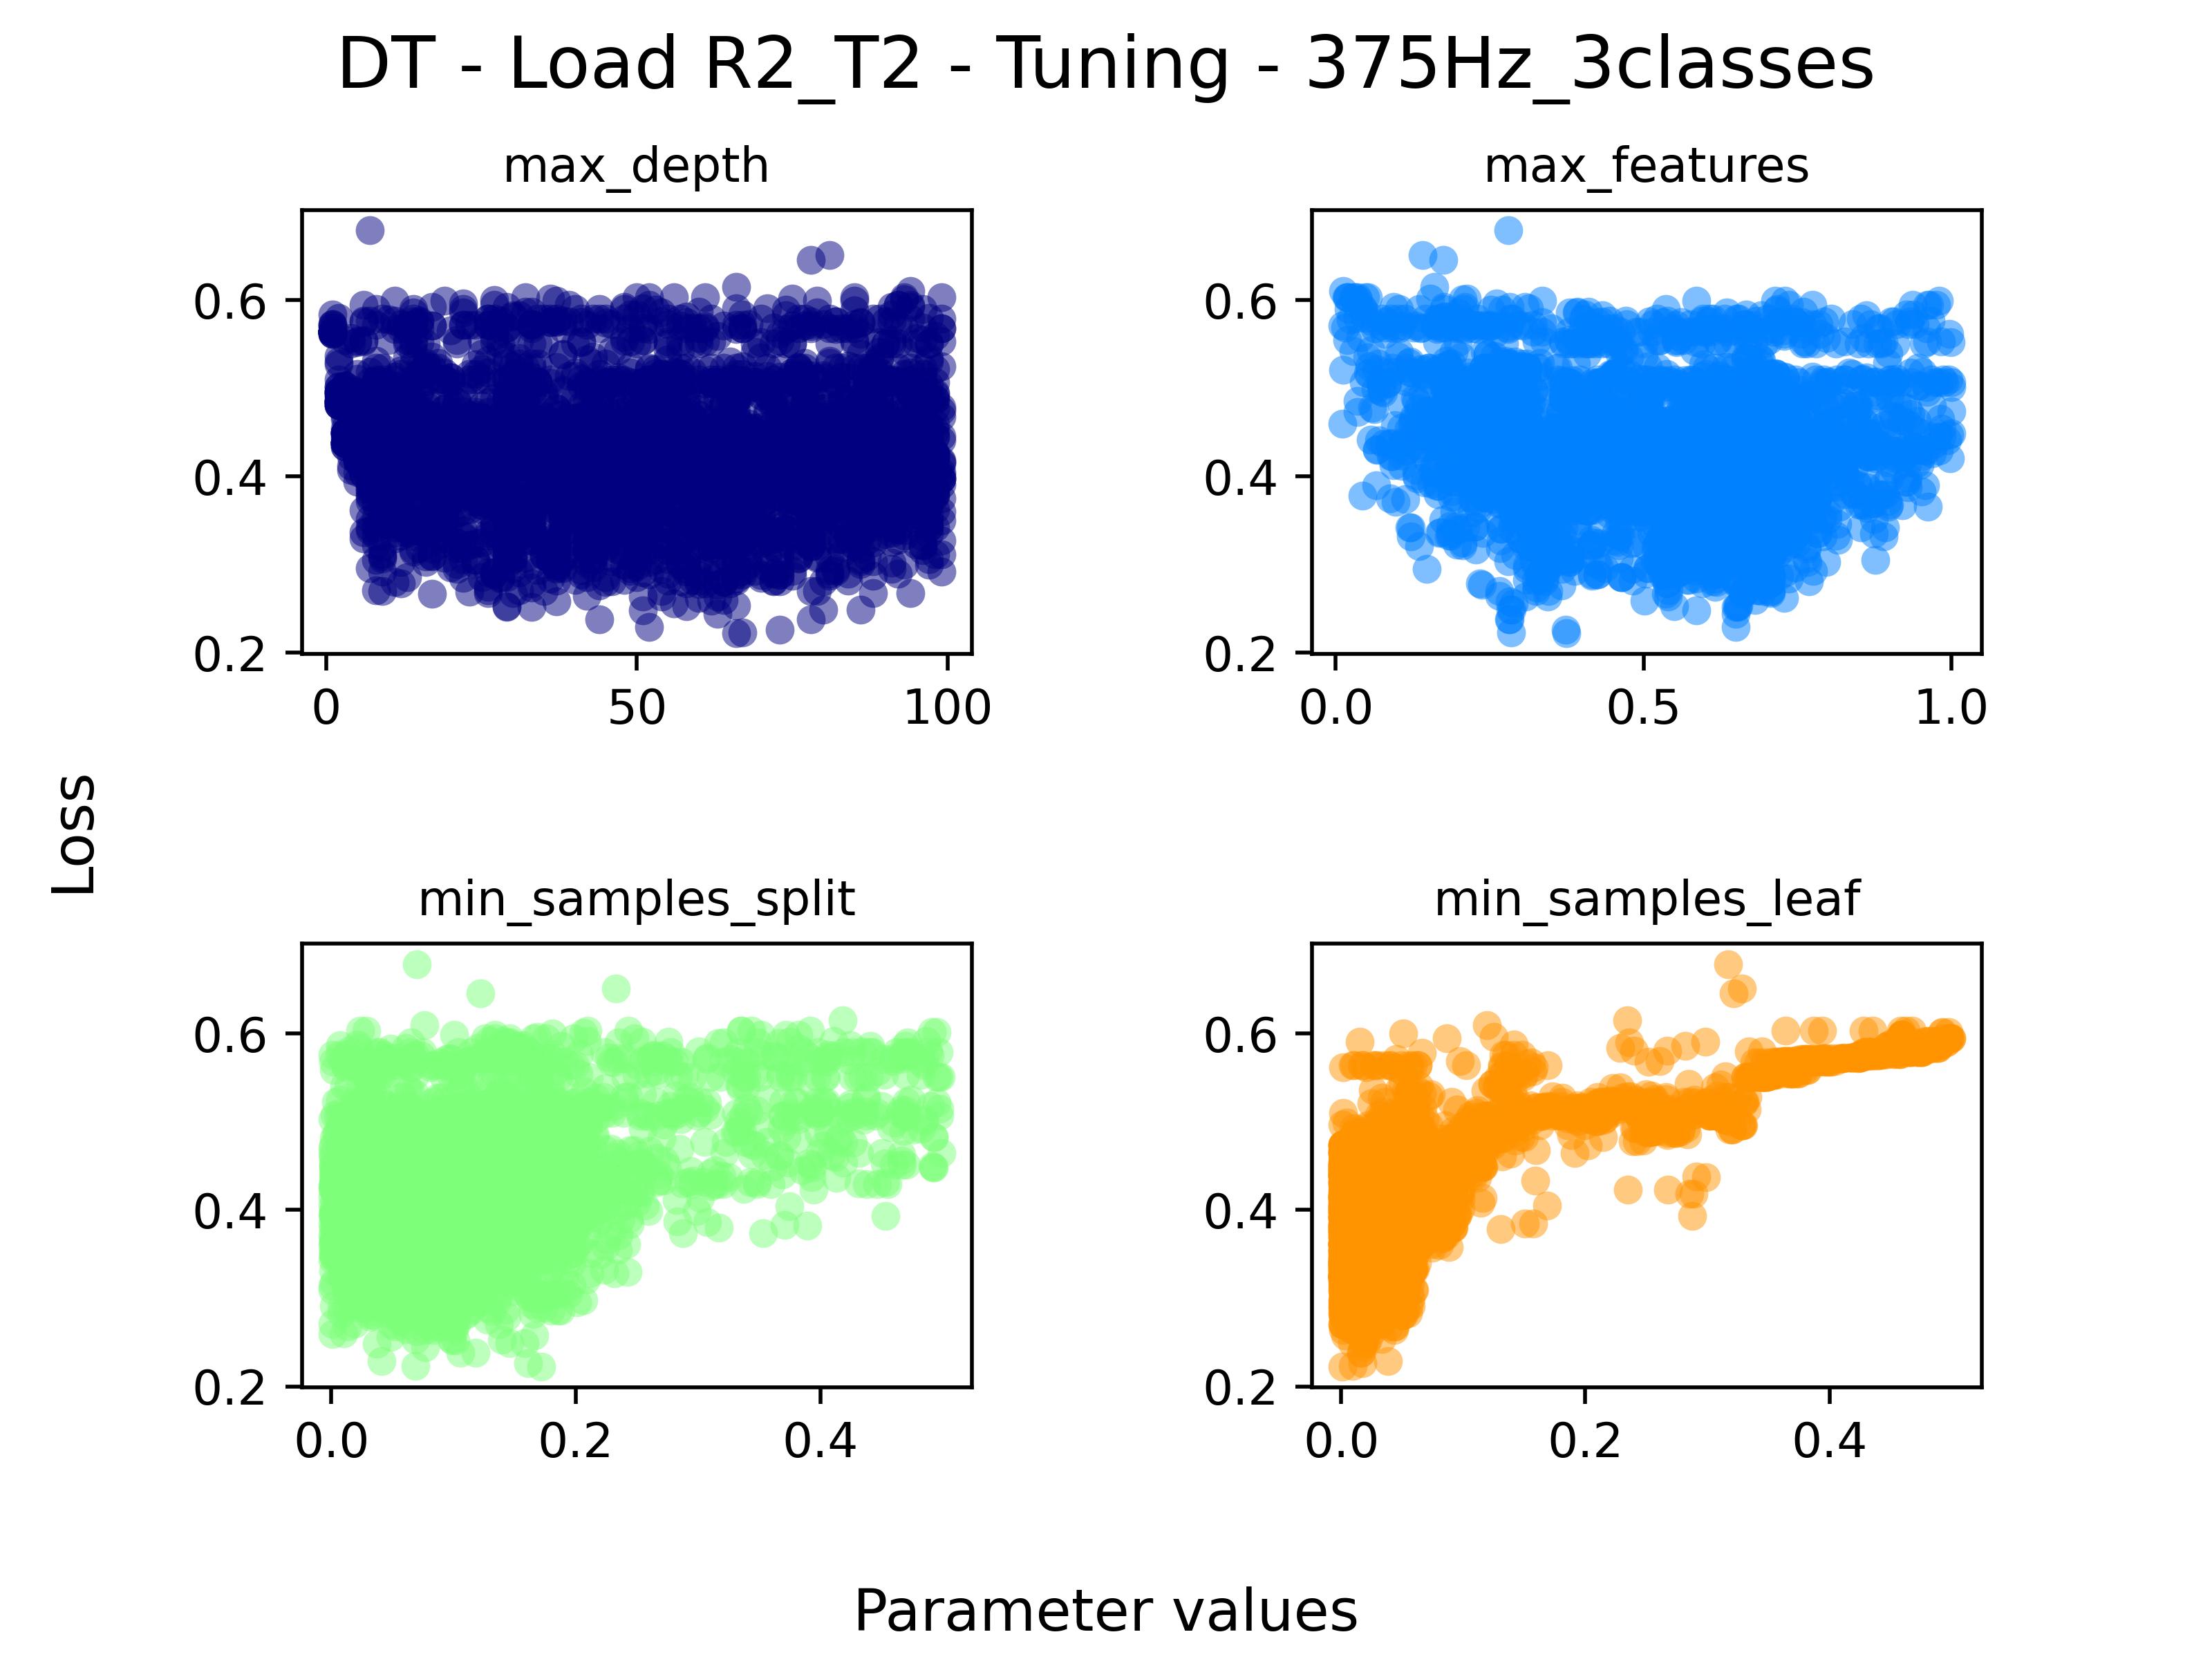 DT - Load R2_T2 - Tuning - 375Hz_3classes
max_depth
0.6
0.4
0.2
0 50 100
max_features
0.6
0.4
0.2
0.0 0.5 1.0
Loss
min_samples_split
0.6
0.4
0.2
0.0 0.2 0.4
min_samples_leaf
0.6
0.4
0.2
0.0 0.2 0.4
Parameter values